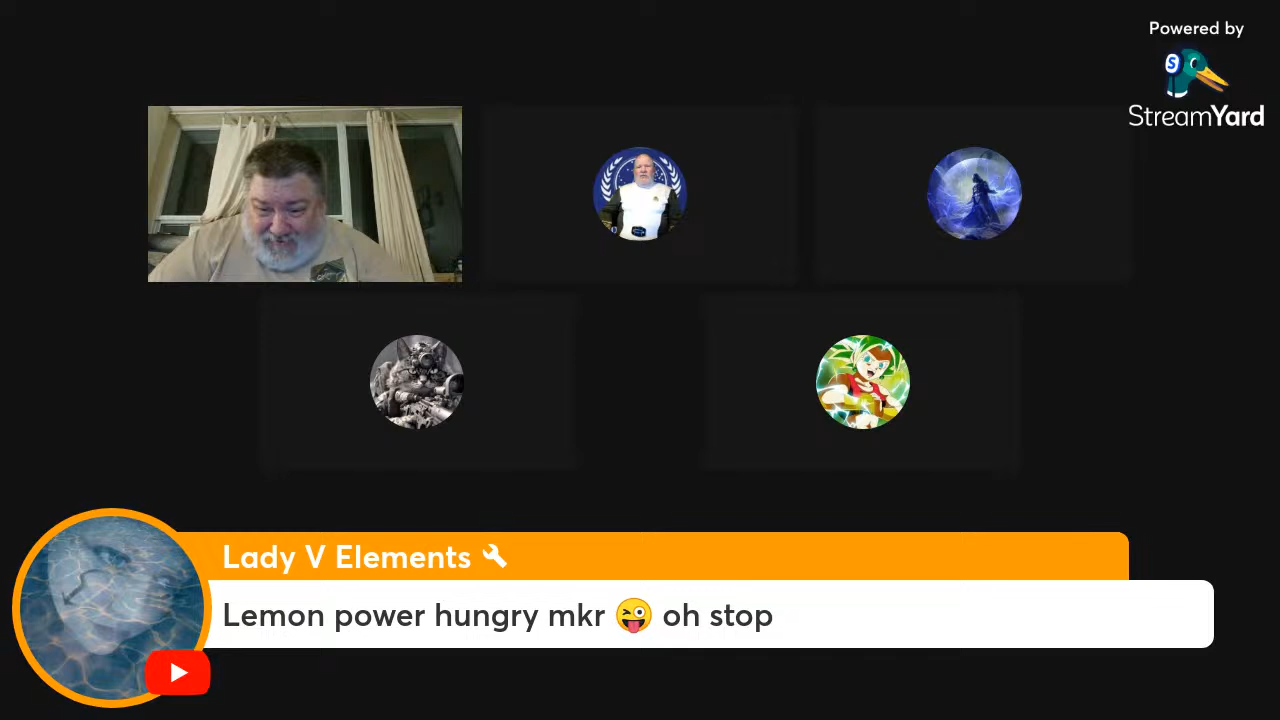 Powered by
S
StreamYard
Lady V Elements
Lemon power hungry mkr 😜 oh stop